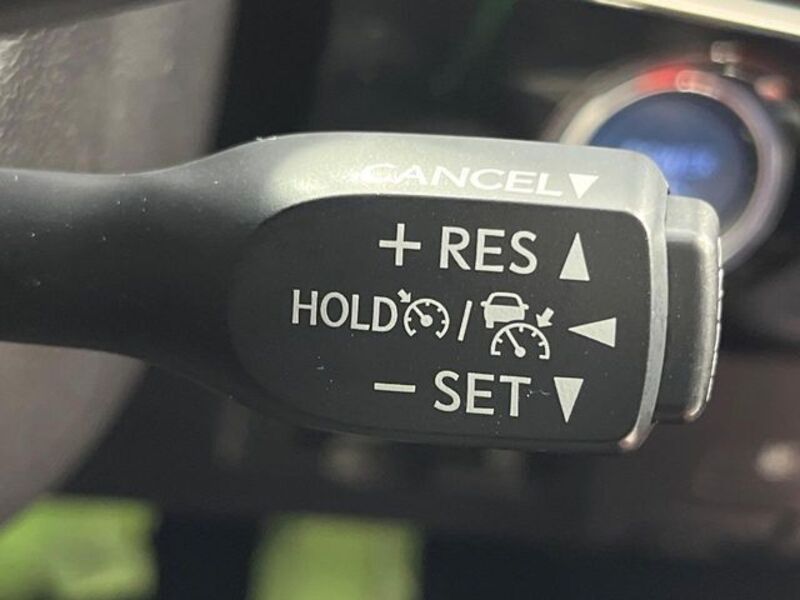 CANCEL▼
+ RES ▲
HOLD / ◀
− SET ▼